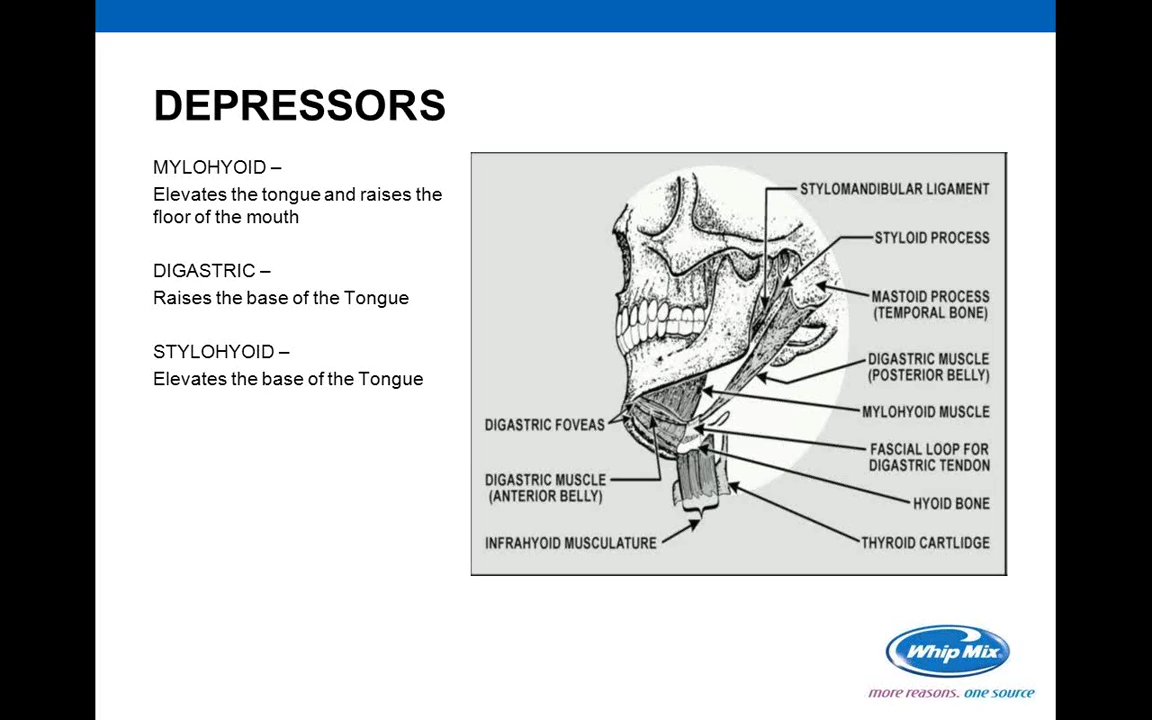 DEPRESSORS
MYLOHYOID –
Elevates the tongue and raises the
floor of the mouth
DIGASTRIC –
Raises the base of the Tongue
STYLOHYOID –
Elevates the base of the Tongue
STYLOMANDIBULAR LIGAMENT
STYLOID PROCESS
MASTOID PROCESS
(TEMPORAL BONE)
DIGASTRIC MUSCLE
(POSTERIOR BELLY)
MYLOHYOID MUSCLE
FASCIAL LOOP FOR
DIGASTRIC TENDON
HYOID BONE
THYROID CARTLIDGE
DIGASTRIC FOVEAS
DIGASTRIC MUSCLE
(ANTERIOR BELLY)
INFRAHYOID MUSCULATURE
Whip Mix
more reasons. one source